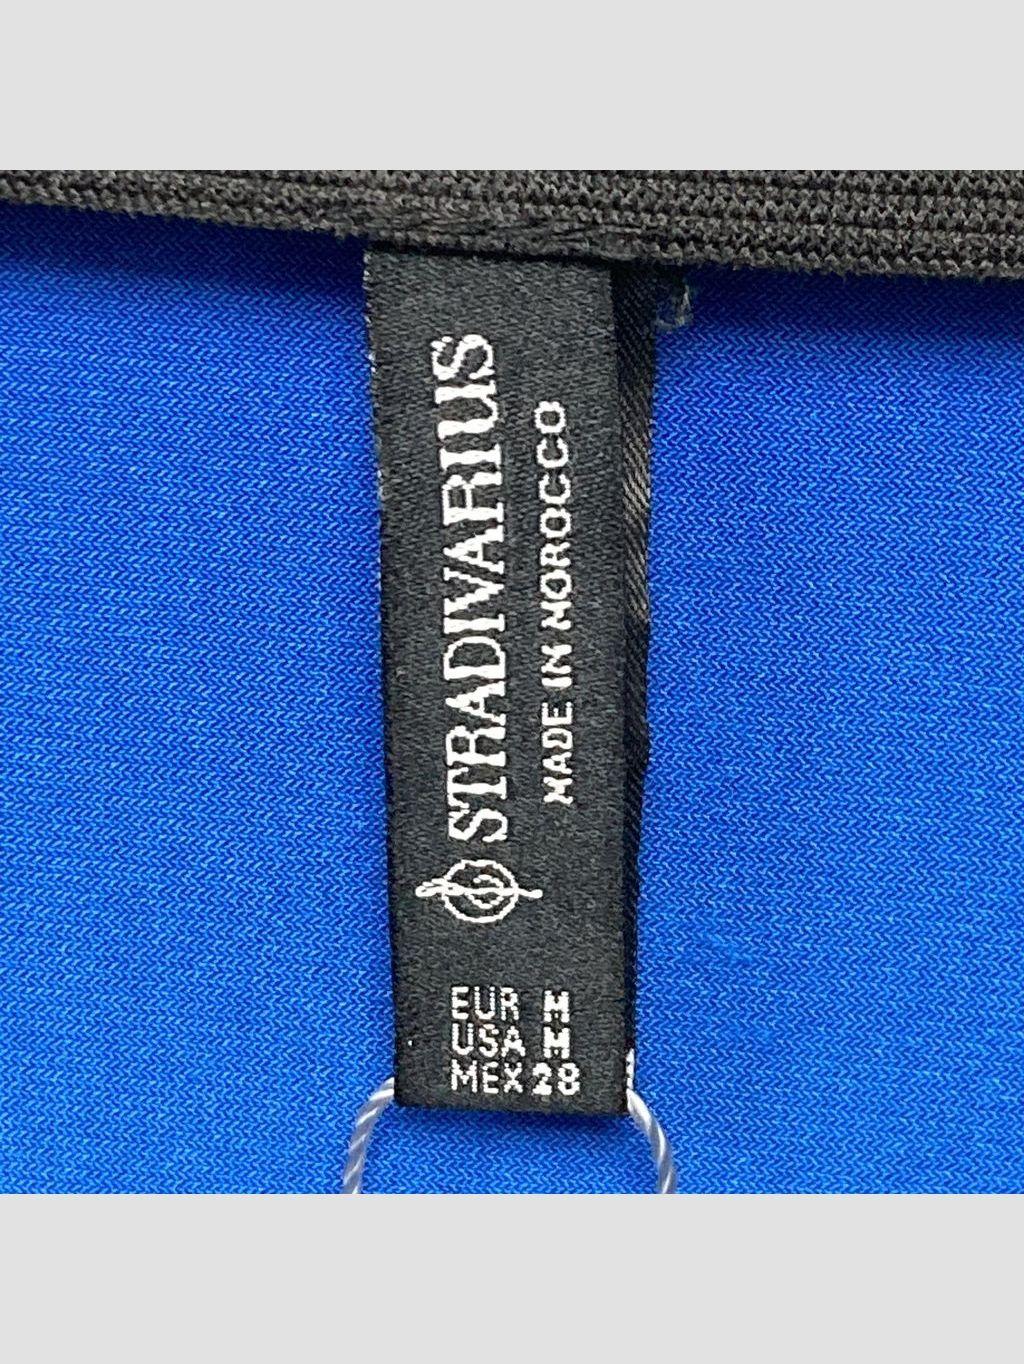 STRADIVARIUS
MADE IN MOROCCO
EUR M
USA M
MEX 28